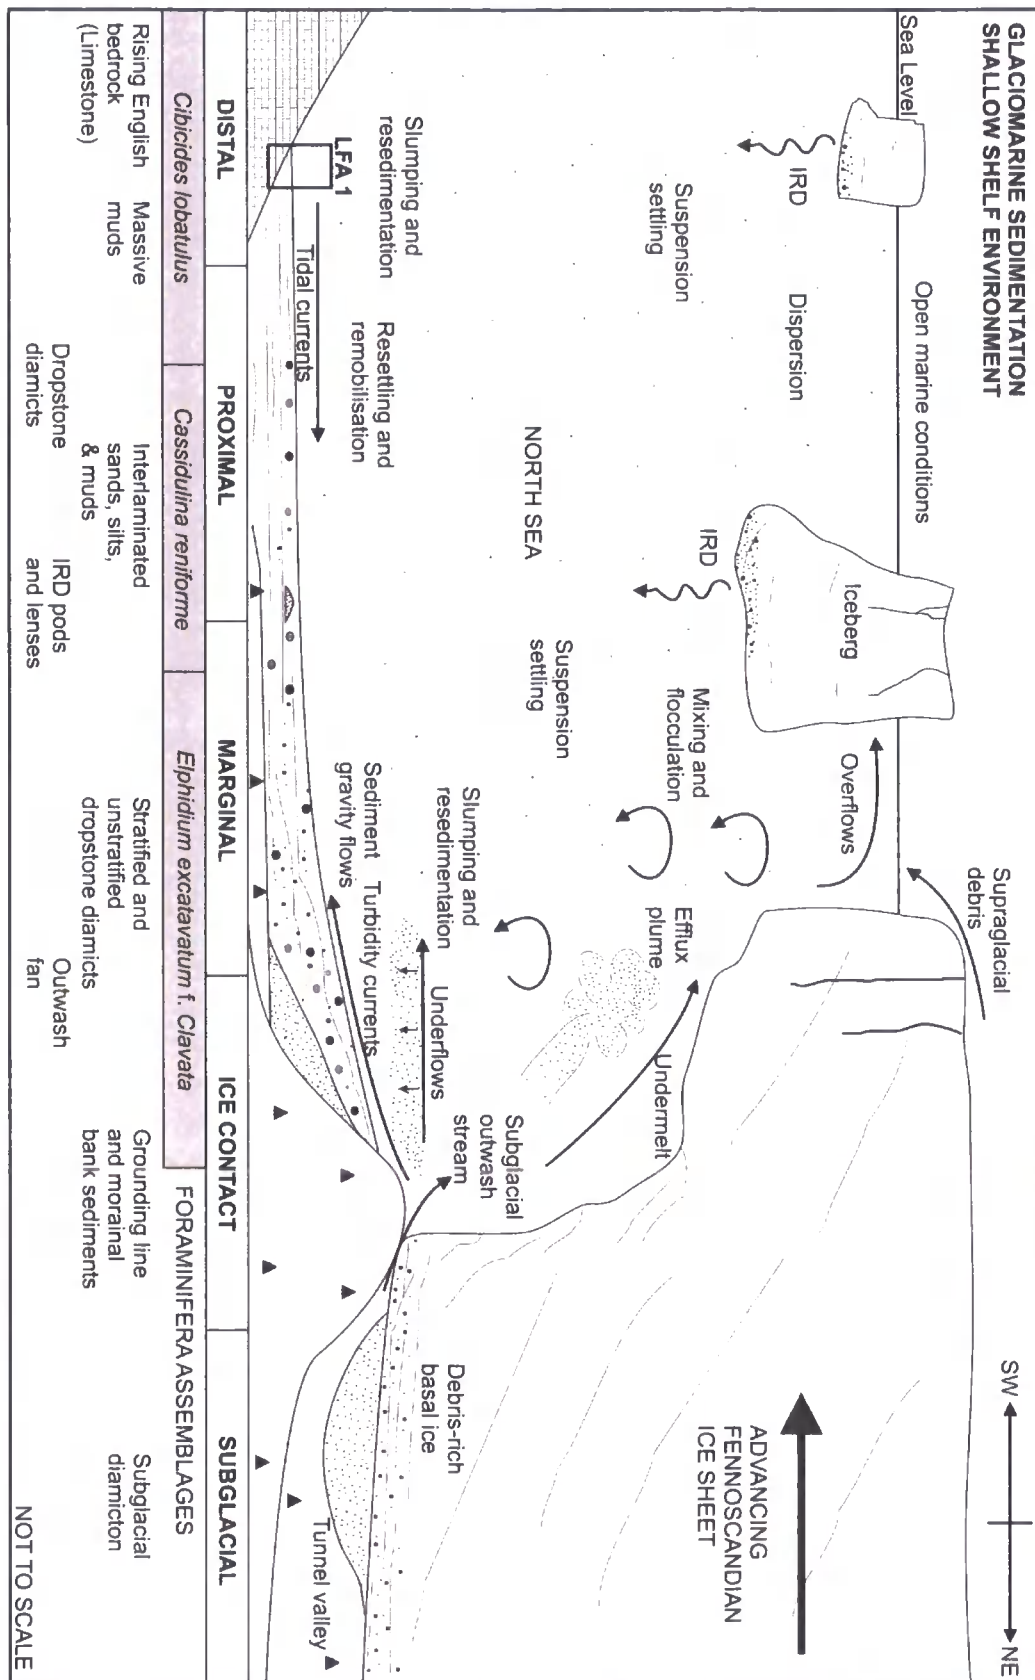 GLACIOMARINE SEDIMENTATION
SHALLOW SHELF ENVIRONMENT
SW
NE
Sea Level
Open marine conditions
Supraglacial
debris
Iceberg
Overflows
IRD
Dispersion
IRD
Mixing and
flocculation
Efflux
plume
Undermelt
ADVANCING
FENNOSCANDIAN
ICE SHEET
Suspension
settling
NORTH SEA
Suspension
settling
Subglacial
outwash
stream
Slumping and
resedimentation
Resettling and
remobilisation
Slumping and
resedimentation
Underflows
Debris-rich
basal ice
LFA 1
Tidal currents
Sediment
gravity flows
Turbidity currents
Tunnel valley
DISTAL
PROXIMAL
MARGINAL
ICE CONTACT
SUBGLACIAL
Cibicides lobatulus
Cassidulina reniforme
Elphidium excatavatum f. Clavata
FORAMINIFERA ASSEMBLAGES
Rising English
bedrock
(Limestone)
Massive
muds
Interlaminated
sands, silts,
& muds
Stratified and
unstratified
dropstone diamicts
Grounding line
and morainal
bank sediments
Subglacial
diamicton
Dropstone
diamicts
IRD pods
and lenses
Outwash
fan
NOT TO SCALE